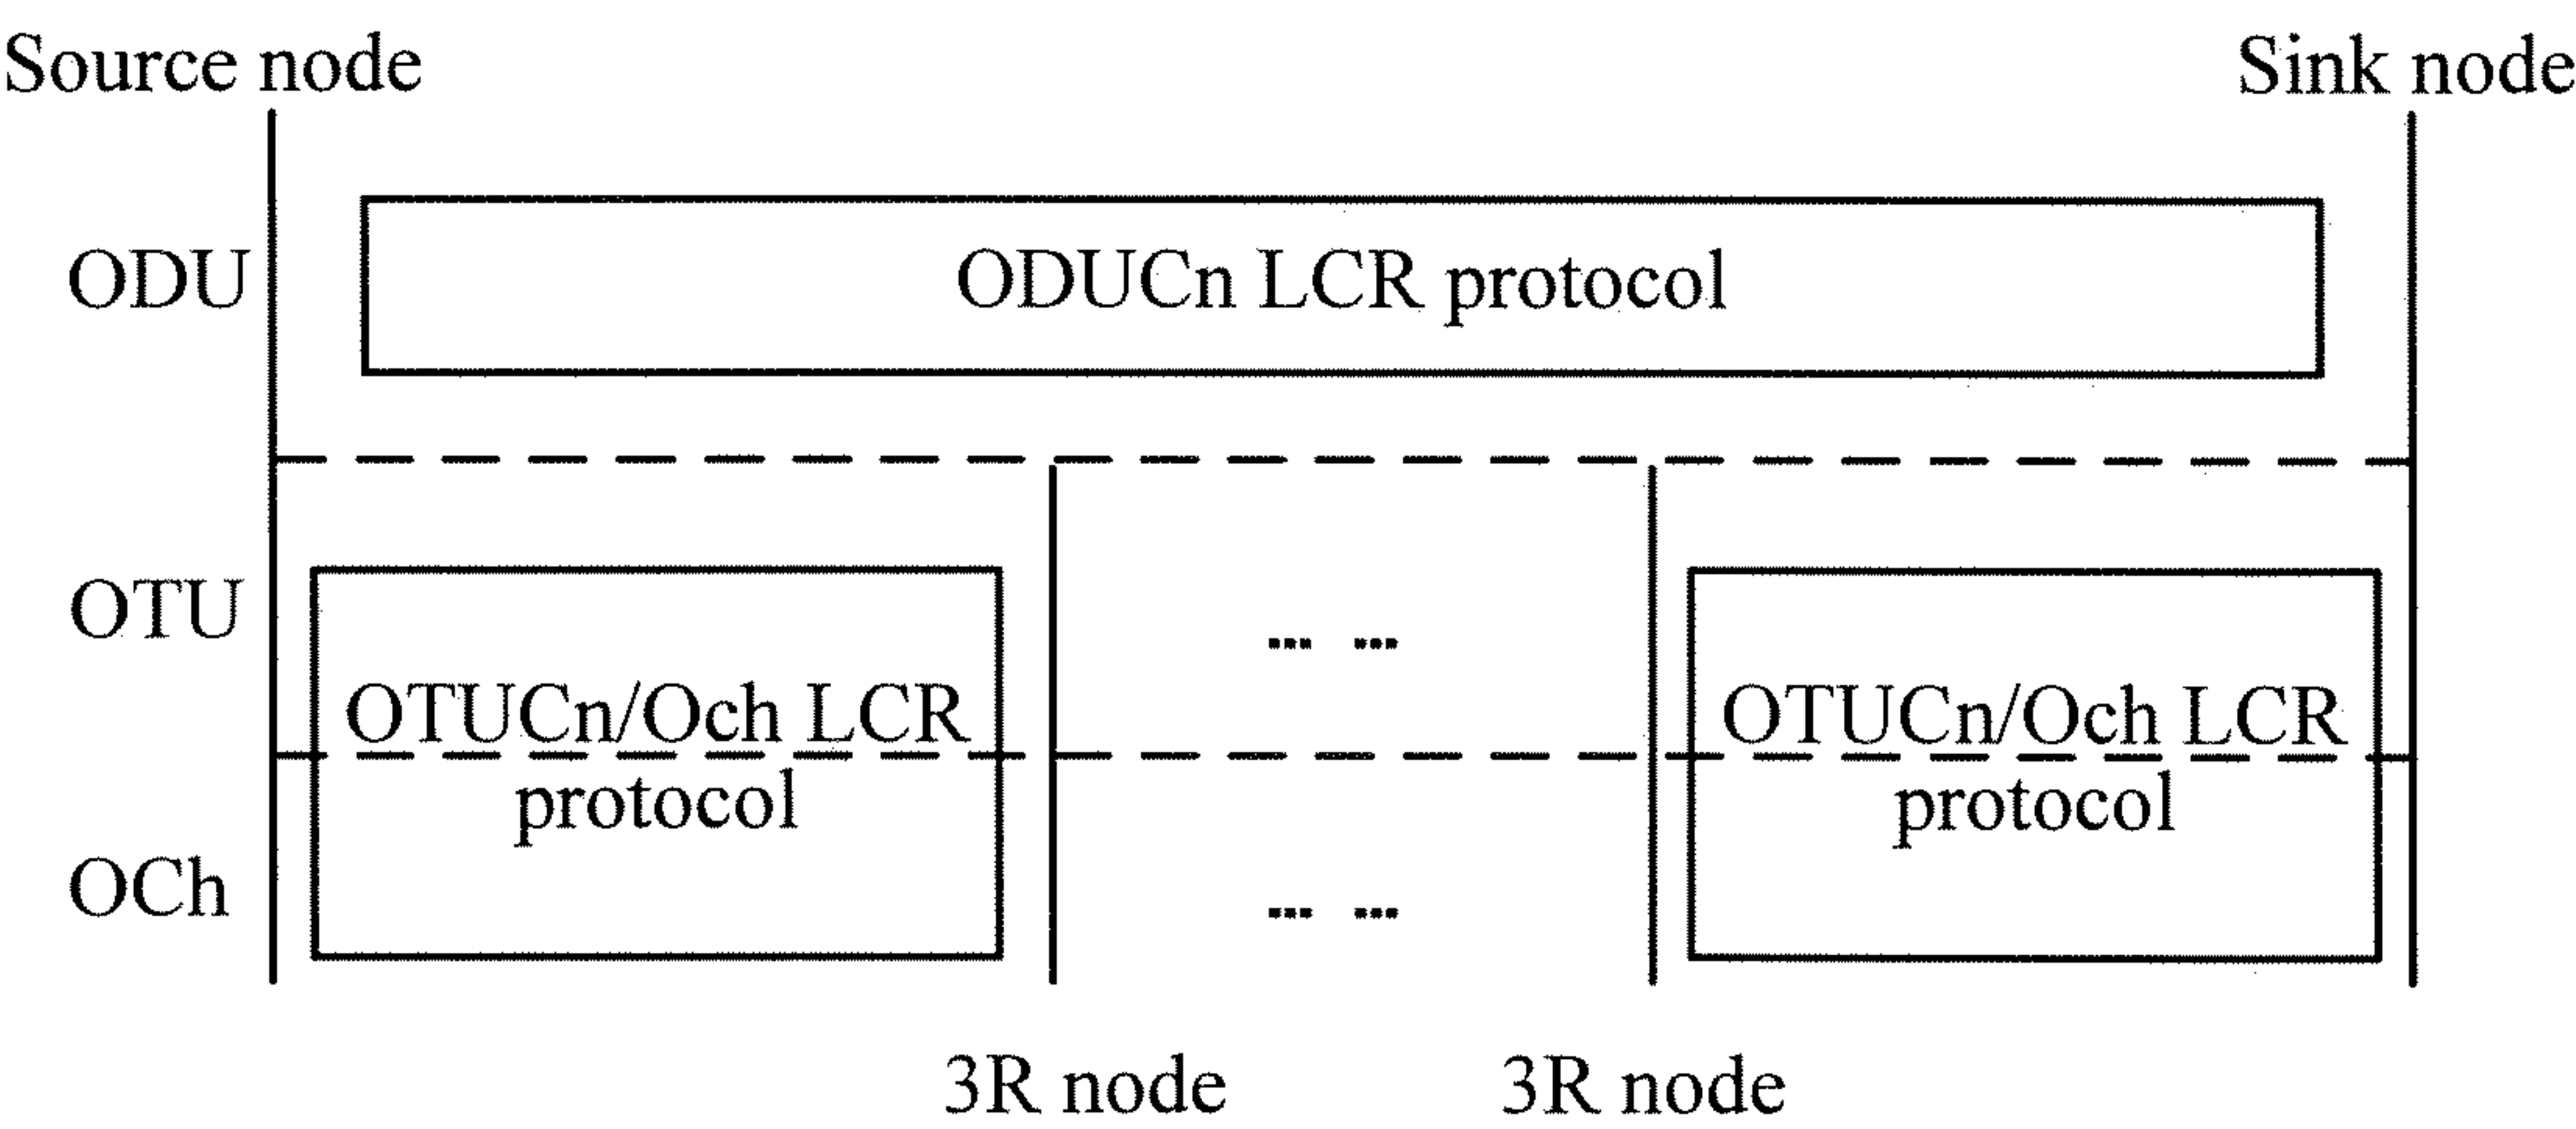 Source node
Sink node
ODU
ODUCn LCR protocol
OTU
OTUCn/Och LCR
protocol
... ...
OTUCn/Och LCR
protocol
OCh
... ...
3R node
3R node